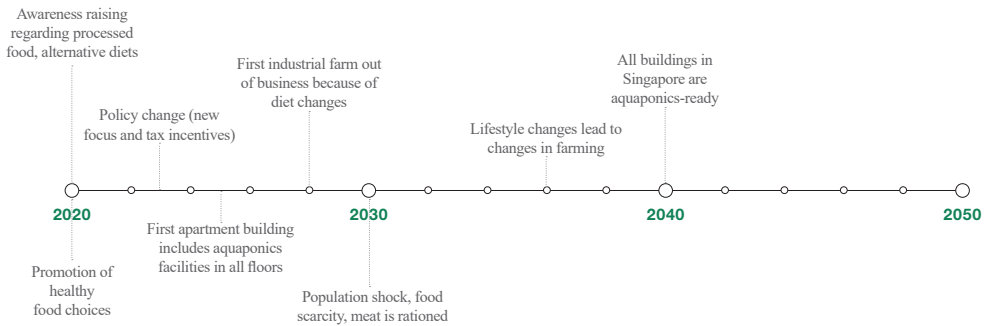 Awareness raising
regarding processed
food, alternative diets
First industrial farm out
of business because of
diet changes
All buildings in
Singapore are
aquaponics-ready
Policy change (new
focus and tax incentives)
Lifestyle changes lead to
changes in farming
2020
2030
2040
2050
First apartment building
includes aquaponics
facilities in all floors
Promotion of
healthy
food choices
Population shock, food
scarcity, meat is rationed